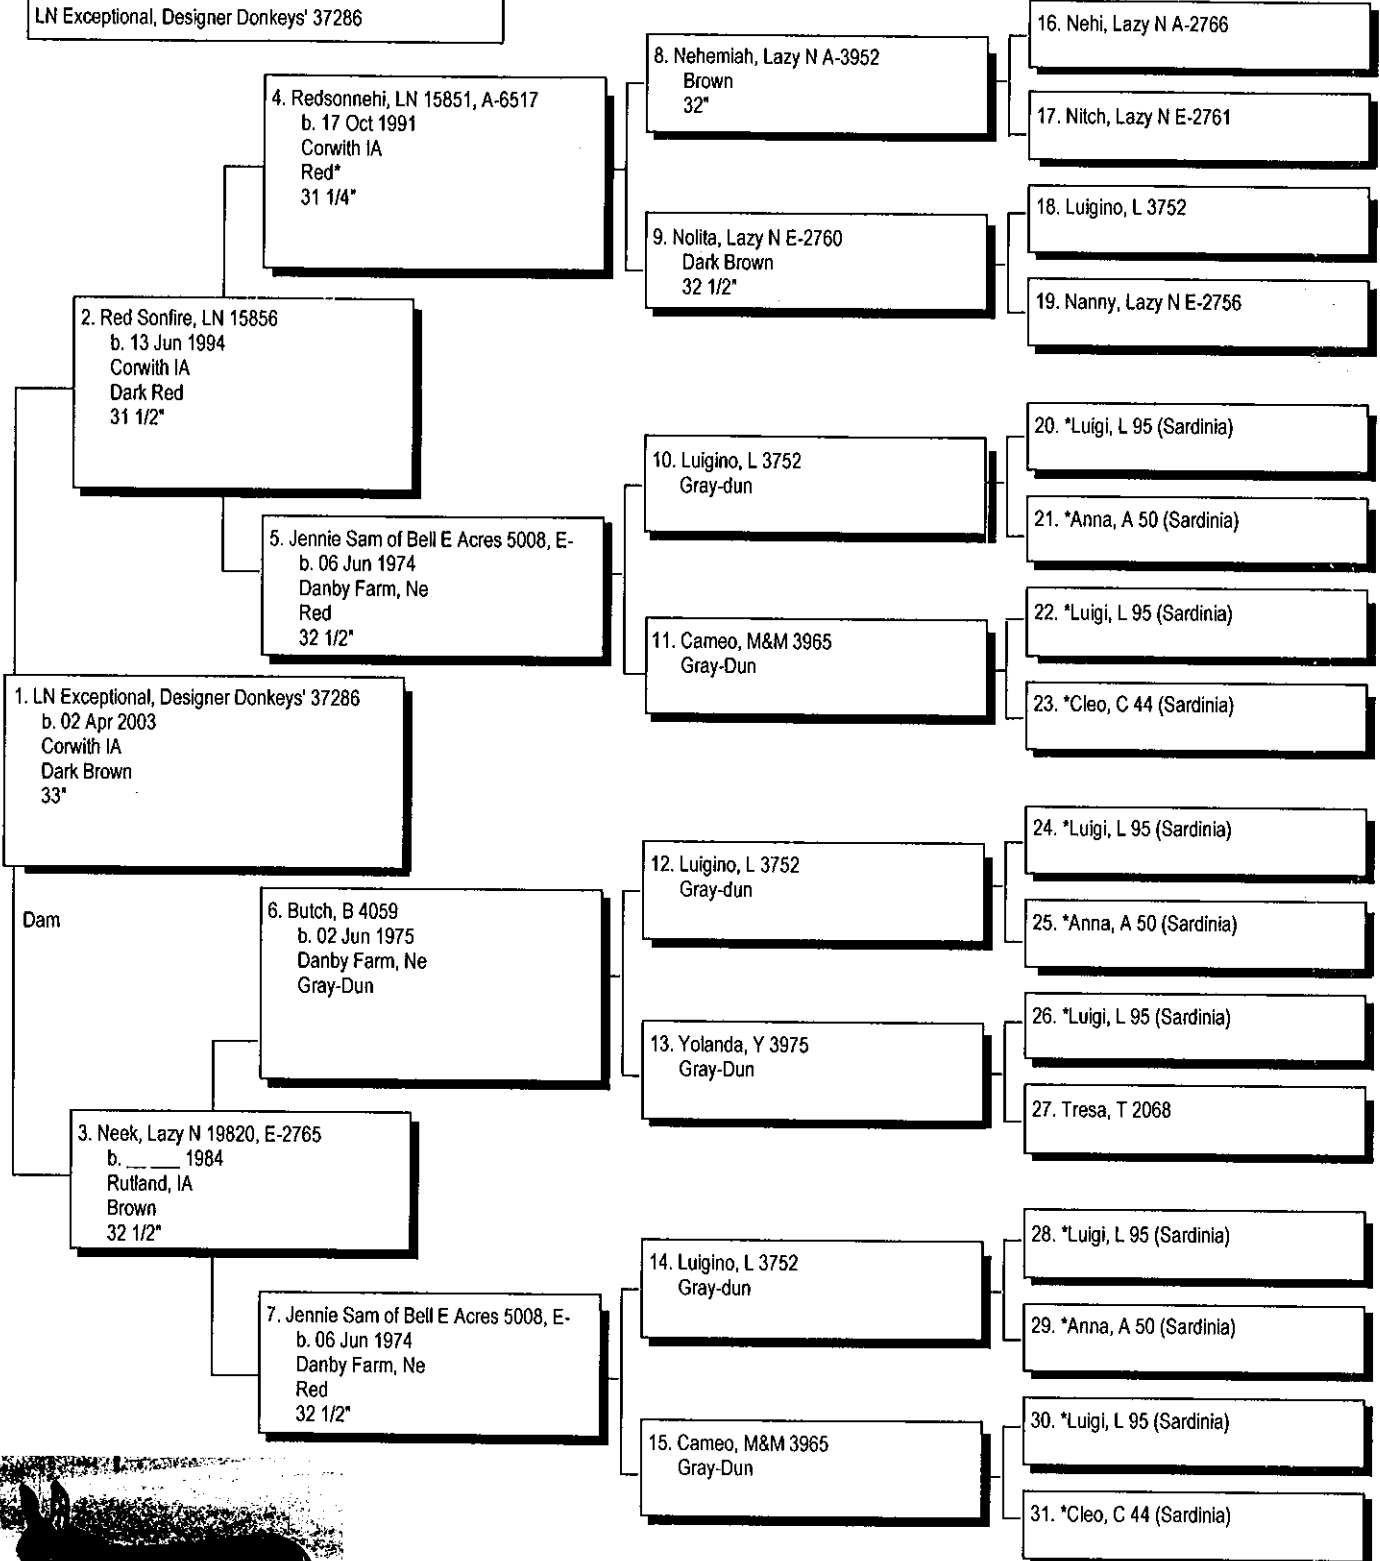 LN Exceptional, Designer Donkeys' 37286
1. LN Exceptional, Designer Donkeys' 37286
b. 02 Apr 2003
Corwith IA
Dark Brown
33"
Dam
2. Red Sonfire, LN 15856
b. 13 Jun 1994
Corwith IA
Dark Red
31 1/2"
3. Neek, Lazy N 19820, E-2765
b. __ ___ 1984
Rutland, IA
Brown
32 1/2"
4. Redsonnehi, LN 15851, A-6517
b. 17 Oct 1991
Corwith IA
Red*
31 1/4"
5. Jennie Sam of Bell E Acres 5008, E-
b. 06 Jun 1974
Danby Farm, Ne
Red
32 1/2"
6. Butch, B 4059
b. 02 Jun 1975
Danby Farm, Ne
Gray-Dun
7. Jennie Sam of Bell E Acres 5008, E-
b. 06 Jun 1974
Danby Farm, Ne
Red
32 1/2"
8. Nehemiah, Lazy N A-3952
Brown
32"
9. Nolita, Lazy N E-2760
Dark Brown
32 1/2"
10. Luigino, L 3752
Gray-dun
11. Cameo, M&M 3965
Gray-Dun
12. Luigino, L 3752
Gray-dun
13. Yolanda, Y 3975
Gray-Dun
14. Luigino, L 3752
Gray-dun
15. Cameo, M&M 3965
Gray-Dun
16. Nehi, Lazy N A-2766
17. Nitch, Lazy N E-2761
18. Luigino, L 3752
19. Nanny, Lazy N E-2756
20. *Luigi, L 95 (Sardinia)
21. *Anna, A 50 (Sardinia)
22. *Luigi, L 95 (Sardinia)
23. *Cleo, C 44 (Sardinia)
24. *Luigi, L 95 (Sardinia)
25. *Anna, A 50 (Sardinia)
26. *Luigi, L 95 (Sardinia)
27. Tresa, T 2068
28. *Luigi, L 95 (Sardinia)
29. *Anna, A 50 (Sardinia)
30. *Luigi, L 95 (Sardinia)
31. *Cleo, C 44 (Sardinia)